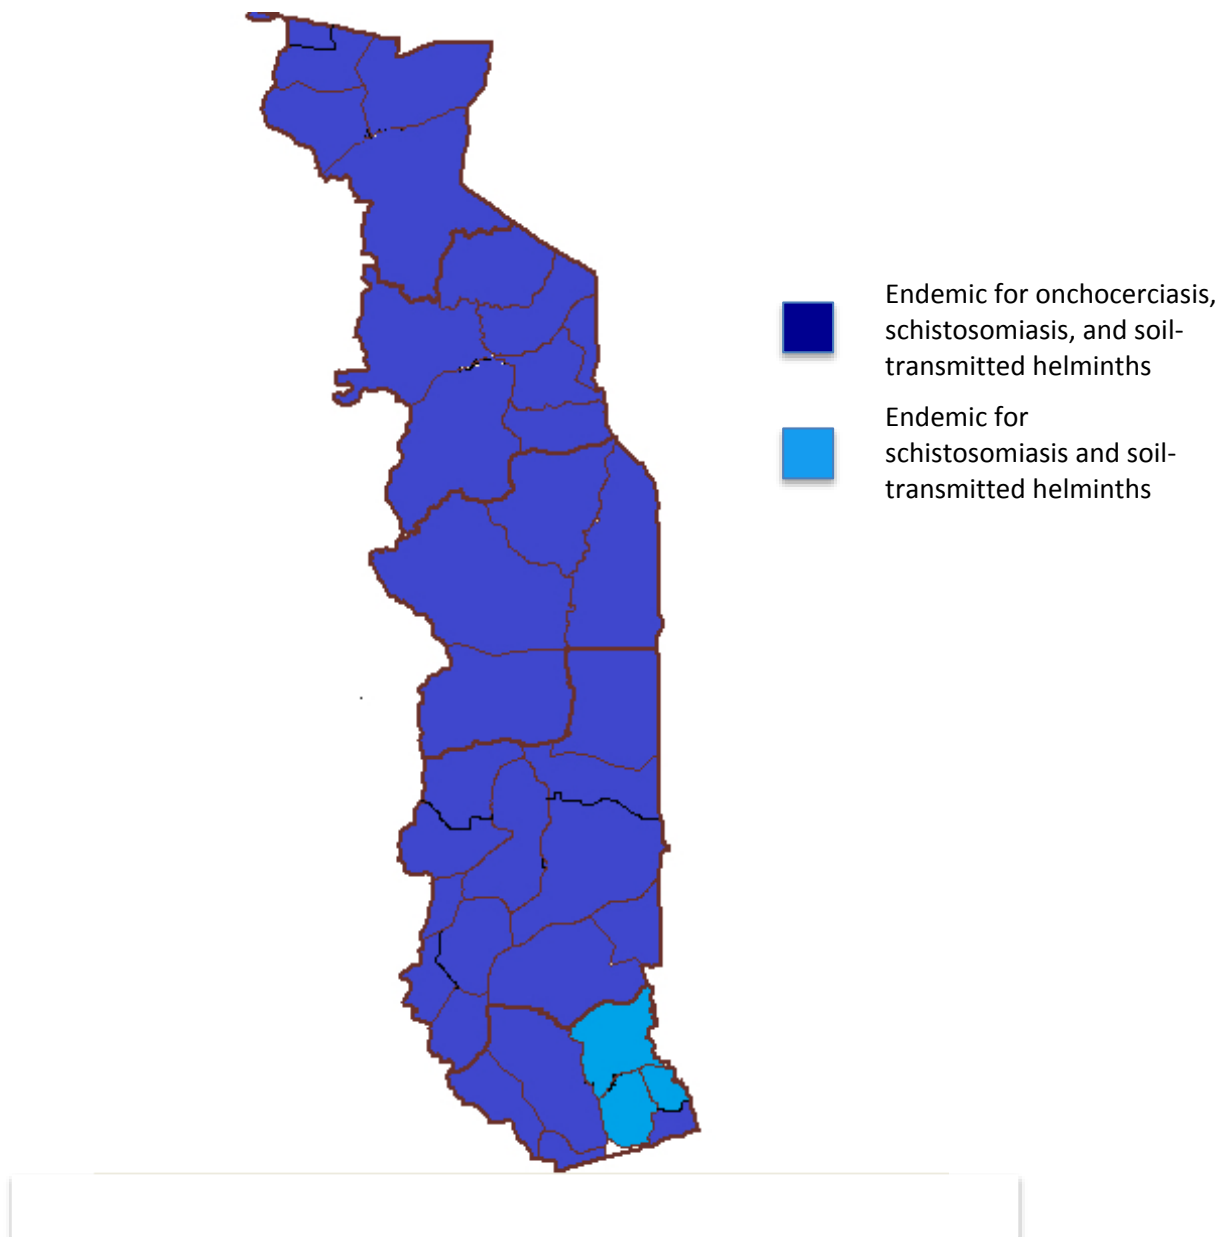 Endemic for onchocerciasis,
schistosomiasis, and soil-
transmitted helminths
Endemic for
schistosomiasis and soil-
transmitted helminths